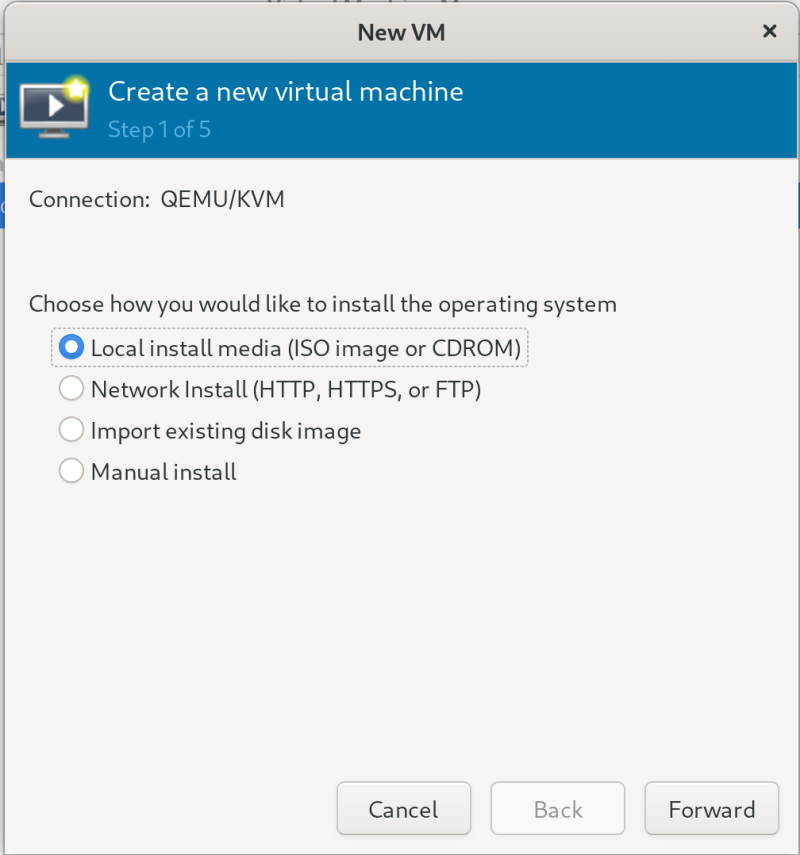 New VM
Create a new virtual machine
Step 1 of 5
Connection: QEMU/KVM
Choose how you would like to install the operating system
Local install media (ISO image or CDROM)
Network Install (HTTP, HTTPS, or FTP)
Import existing disk image
Manual install
Cancel
Back
Forward